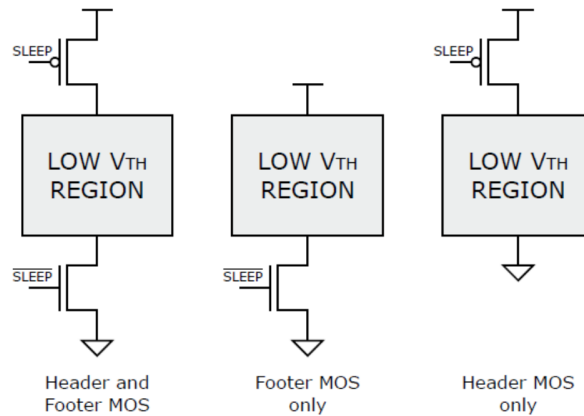 SLEEP
LOW VTH
REGION
SLEEP
Header and
Footer MOS
LOW VTH
REGION
SLEEP
Footer MOS
only
SLEEP
LOW VTH
REGION
Header MOS
only